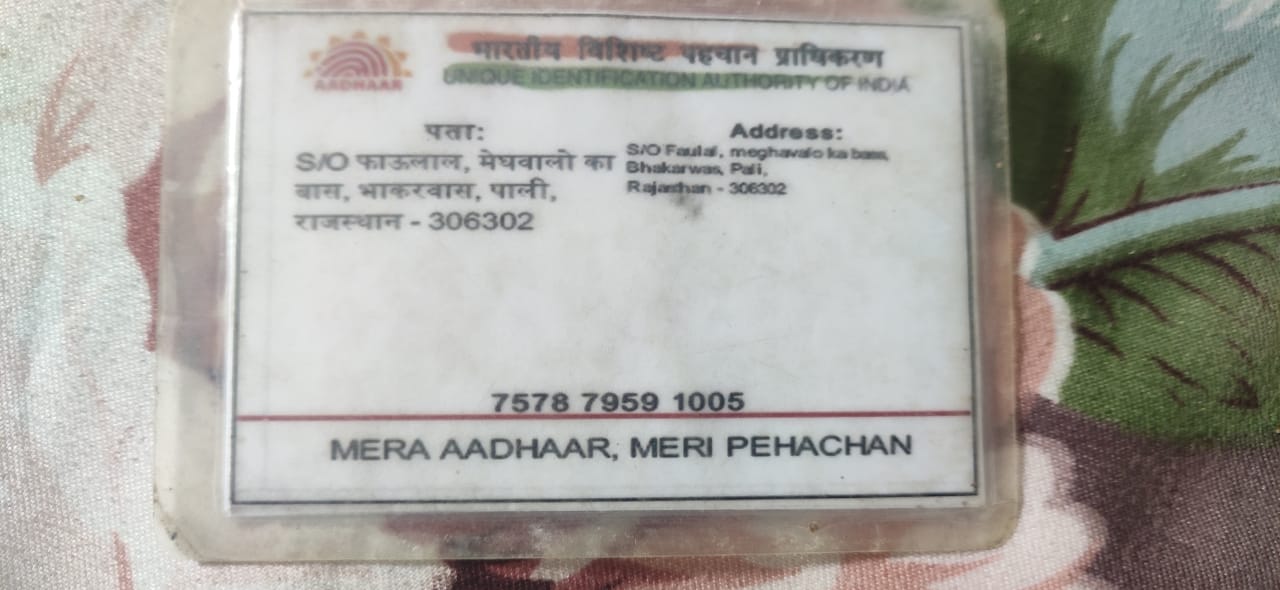 AADHAAR
भारतीय विशिष्ट पहचान प्राधिकरण
UNIQUE IDENTIFICATION AUTHORITY OF INDIA
पता:
S/O फाऊलाल, मेघवालो का
बास, भाकरवास, पाली,
राजस्थान - 306302
Address:
S/O Faulal, meghavalo ka bass,
Bhakarwas, Pali,
Rajasthan - 306302
7578 7959 1005
MERA AADHAAR, MERI PEHACHAN